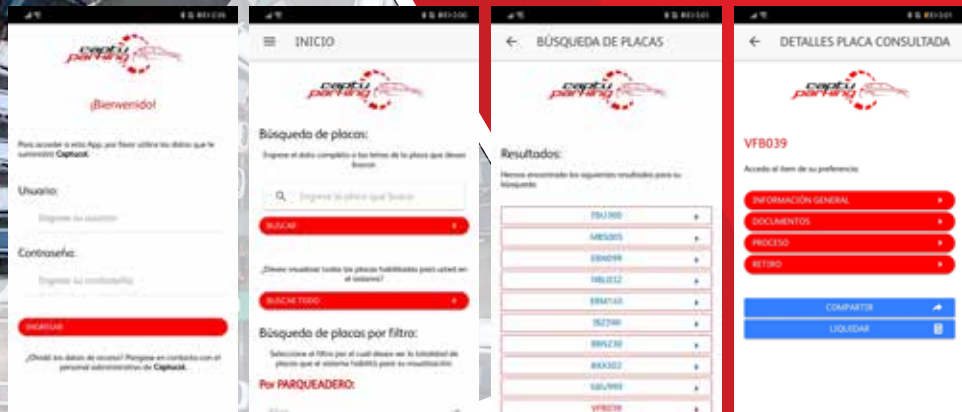 captu
parking
¡Bienvenido!
Para acceder a esta App, por favor utilice los datos que le
suministró Captucol.
Usuario:
Ingrese su usuario
Contraseña:
Ingrese su contraseña
INGRESAR
¿Olvidó los datos de acceso? Póngase en contacto con el
personal administrativo de Captucol.
INICIO
captu
parking
Búsqueda de placas:
Ingrese el dato completo o las letras de la placa que desea
buscar.
Ingrese la placa que busca
BUSCAR
¿Desea visualizar todas las placas habilitadas para usted en
el sistema?
BUSCAR TODO
Búsqueda de placas por filtro:
Seleccione el filtro por el cual desea ver la totalidad de
placas que el sistema habilitó para su visualización.
Por PARQUEADERO:
BÚSQUEDA DE PLACAS
captu
parking
Resultados:
Hemos encontrado los siguientes resultados para su
búsqueda:
VFB039
DETALLES PLACA CONSULTADA
captu
parking
VFB039
Acceda al ítem de su preferencia:
INFORMACIÓN GENERAL
DOCUMENTOS
PROCESO
RETIRO
COMPARTIR
LIQUIDAR